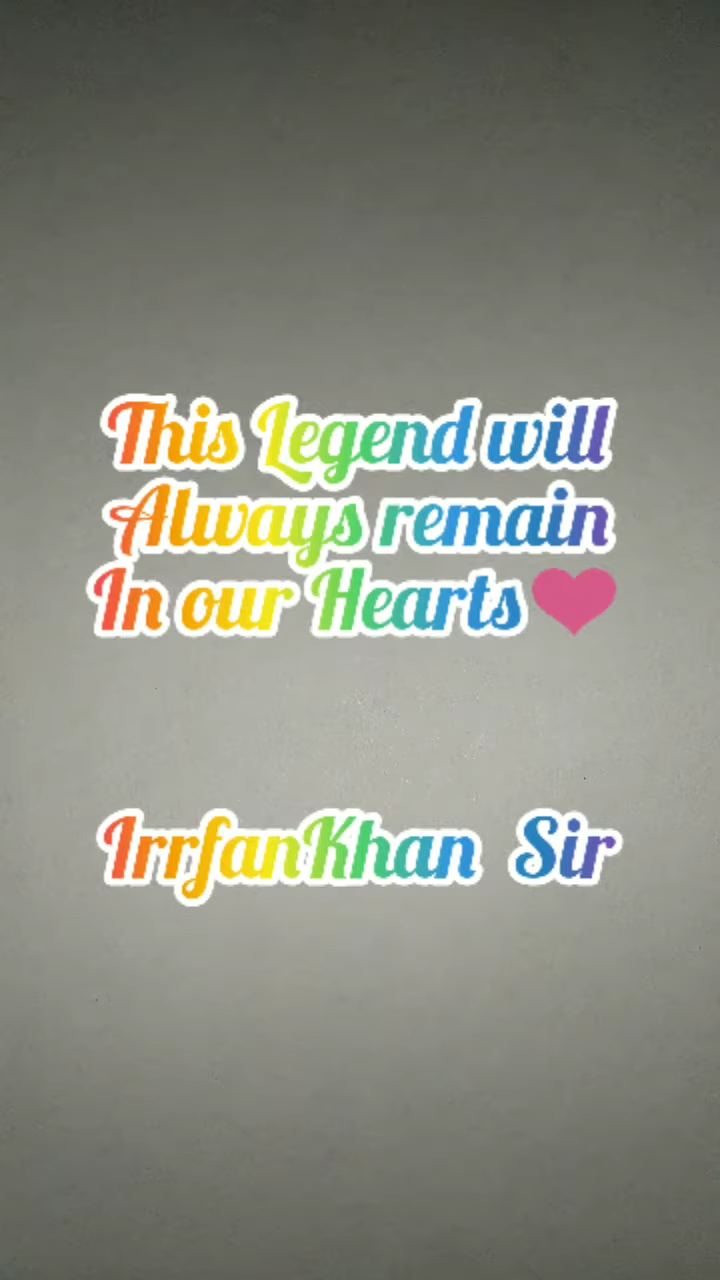 This Legend will
Always remain
In our Hearts❤
IrrfanKhan Sir